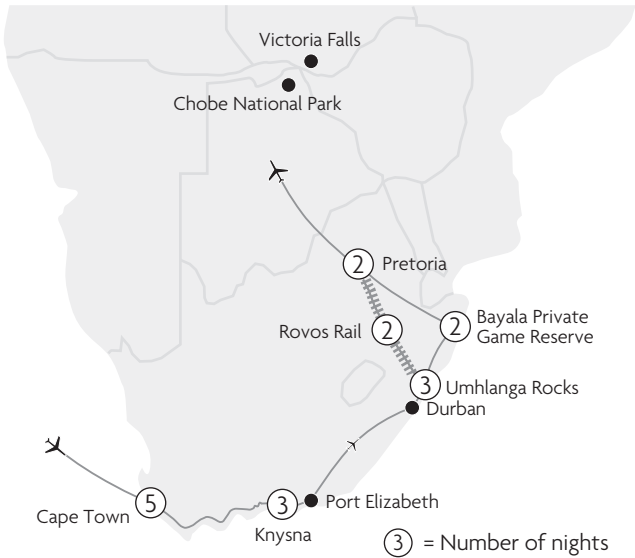 Victoria Falls
Chobe National Park
2
Pretoria
Rovos Rail
2
2
Bayala Private
Game Reserve
3
Umhlanga Rocks
Durban
Cape Town
5
3
Knysna
Port Elizabeth
3 = Number of nights